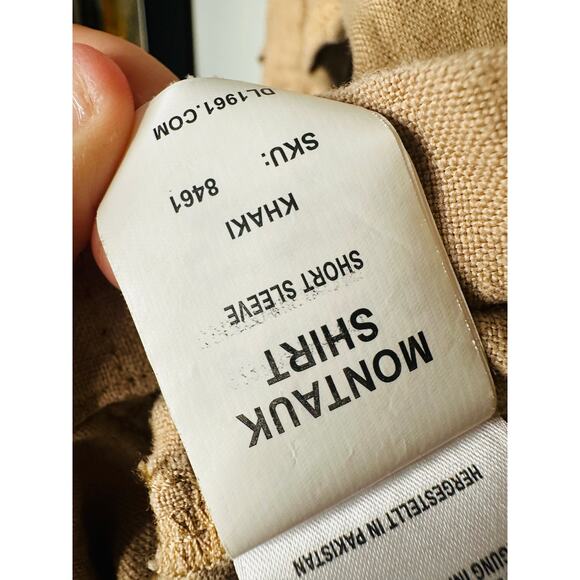 MONTAUK
SHIRT
SHORT SLEEVE
KHAKI
SKU: 8461
DL1961.COM
HERGESTELLT IN PAKISTAN